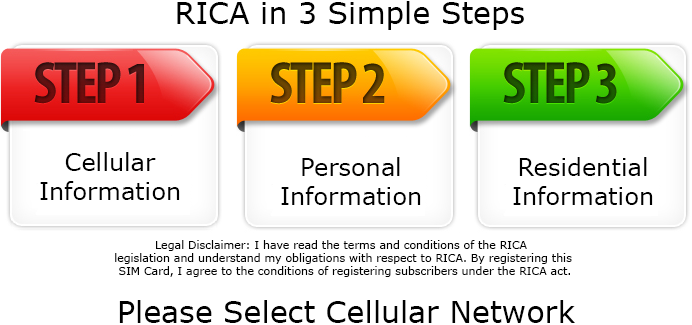 RICA in 3 Simple Steps
STEP 1
STEP 2
STEP 3
Cellular
Information
Personal
Information
Residential
Information
Legal Disclaimer: I have read the terms and conditions of the RICA
legislation and understand my obligations with respect to RICA. By registering this
SIM Card, I agree to the conditions of registering subscribers under the RICA act.
Please Select Cellular Network